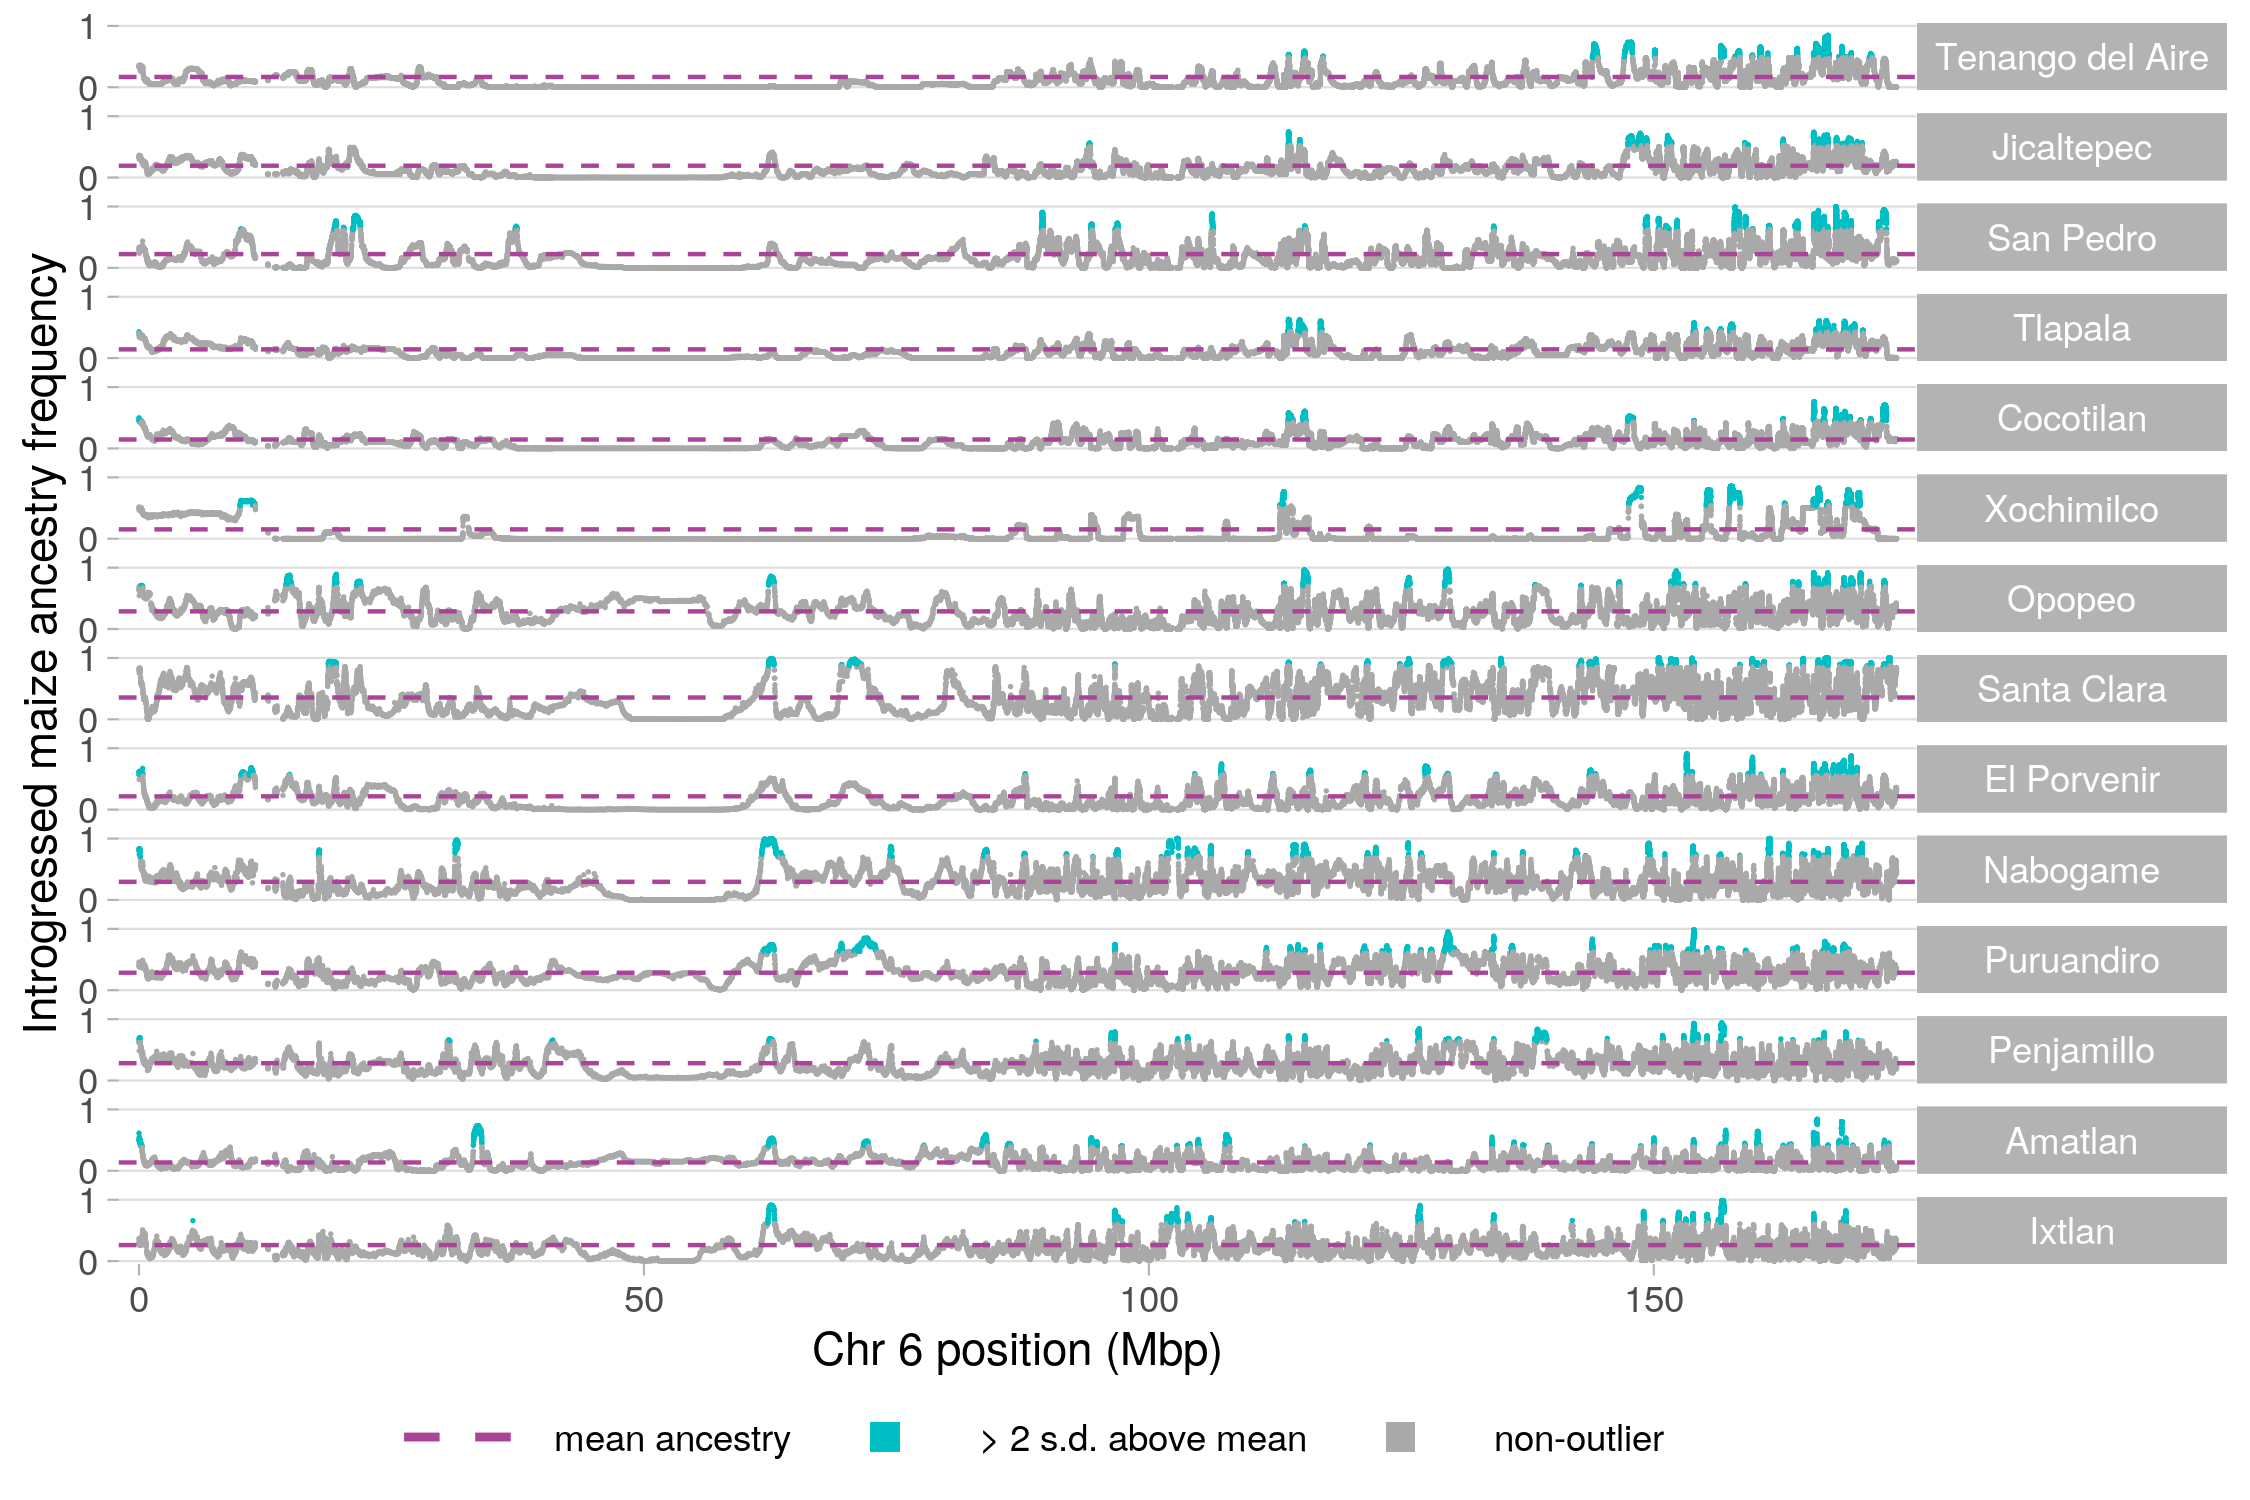 1
0
Tenango del Aire
1
0
Jicaltepec
1
0
San Pedro
1
0
Tlapala
1
0
Cocotilan
1
0
Xochimilco
1
0
Opopeo
1
0
Santa Clara
1
0
El Porvenir
1
0
Nabogame
1
0
Puruandiro
1
0
Penjamillo
1
0
Amatlan
1
0
Ixtlan
Introgressed maize ancestry frequency
0 50 100 150
Chr 6 position (Mbp)
mean ancestry > 2 s.d. above mean non-outlier